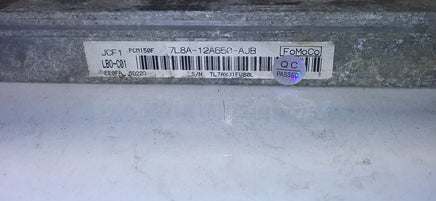 JCF1 PCM150F 7L8A-12A650-AJB FoMoCo
LB0-C01 QC
PASSED
S/N